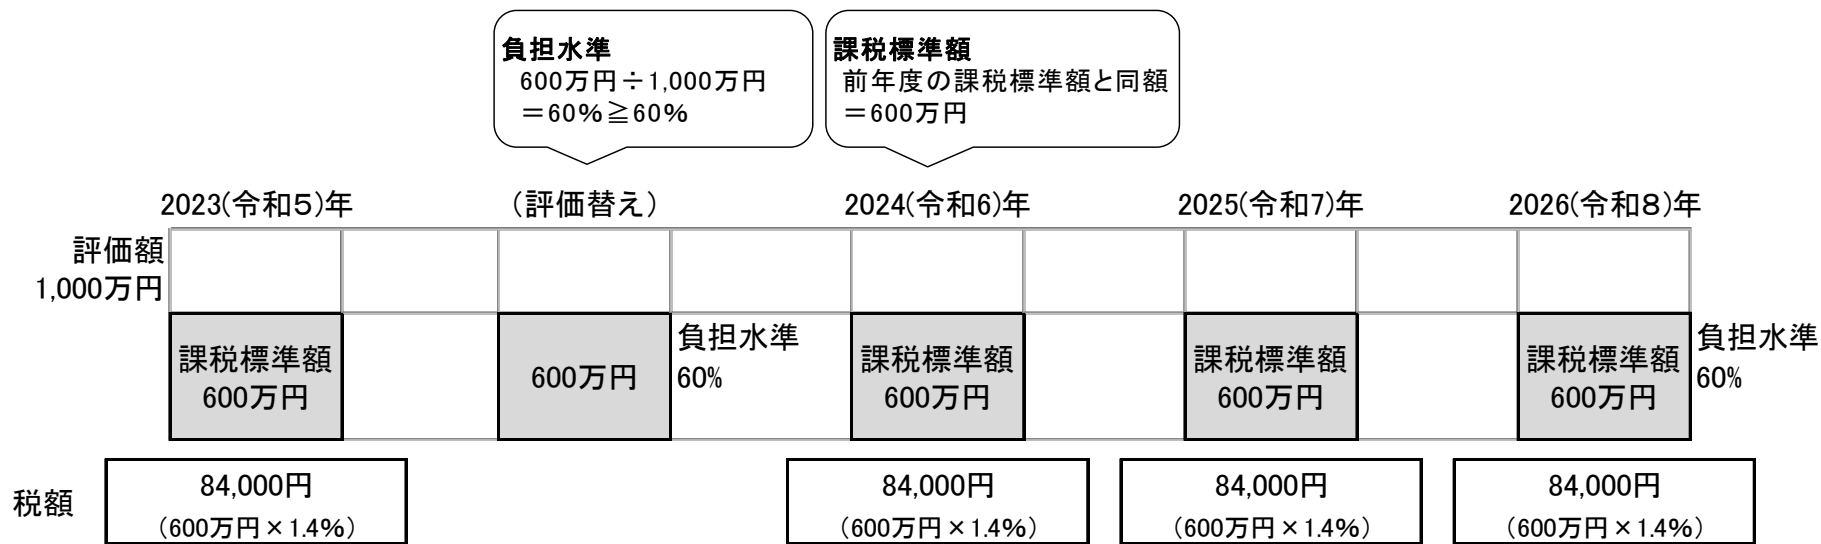 負担水準
600万円÷1,000万円
＝60%≧60%
課税標準額
前年度の課税標準額と同額
＝600万円
2023(令和5)年
（評価替え）
2024(令和6)年
2025(令和7)年
2026(令和8)年
評価額
1,000万円
課税標準額
600万円
600万円
負担水準
60%
課税標準額
600万円
課税標準額
600万円
課税標準額
600万円
負担水準
60%
税額
84,000円
（600万円×1.4%）
84,000円
（600万円×1.4%）
84,000円
（600万円×1.4%）
84,000円
（600万円×1.4%）